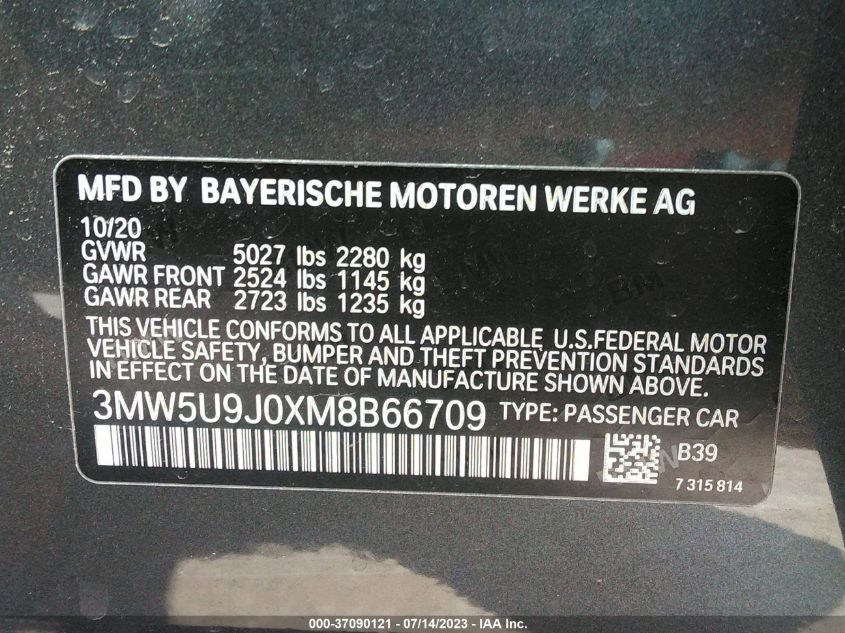 MFD BY BAYERISCHE MOTOREN WERKE AG
10/20
GVWR 5027 lbs 2280 kg
GAWR FRONT 2524 lbs 1145 kg
GAWR REAR 2723 lbs 1235 kg
THIS VEHICLE CONFORMS TO ALL APPLICABLE U.S.FEDERAL MOTOR
VEHICLE SAFETY, BUMPER AND THEFT PREVENTION STANDARDS
IN EFFECT ON THE DATE OF MANUFACTURE SHOWN ABOVE.
3MW5U9J0XM8B66709 TYPE: PASSENGER CAR
B39
7 315 814
000-37090121 - 07/14/2023 - IAA Inc.